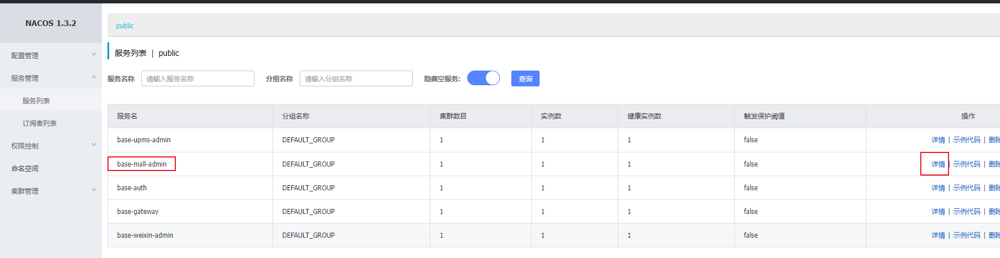 NACOS 1.3.2
配置管理
服务管理
服务列表
订阅者列表
权限控制
命名空间
集群管理
public
服务列表 | public
服务名称 请输入服务名称 分组名称 请输入分组名称 隐藏空服务: 查询
服务名 分组名称 集群数目 实例数 健康实例数 触发保护阈值 操作
base-upms-admin DEFAULT_GROUP 1 1 1 false 详情 | 示例代码 | 删除
base-mall-admin DEFAULT_GROUP 1 1 1 false 详情 | 示例代码 | 删除
base-auth DEFAULT_GROUP 1 1 1 false 详情 | 示例代码 | 删除
base-gateway DEFAULT_GROUP 1 1 1 false 详情 | 示例代码 | 删除
base-weixin-admin DEFAULT_GROUP 1 1 1 false 详情 | 示例代码 | 删除